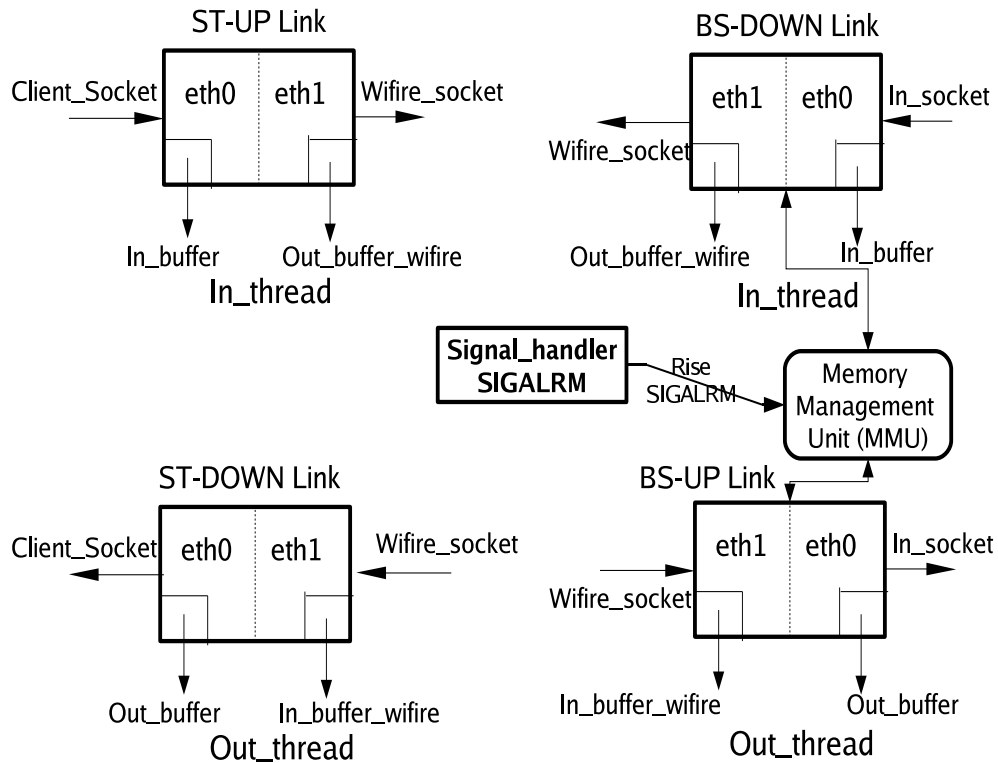 ST-UP Link
BS-DOWN Link
Client_Socket
eth0
eth1
Wifire_socket
eth1
eth0
In_socket
Wifire_socket
In_buffer
Out_buffer_wifire
In_thread
Out_buffer_wifire
In_buffer
In_thread
Signal_handler
SIGALRM
Rise
SIGALRM
Memory
Management
Unit (MMU)
ST-DOWN Link
BS-UP Link
Client_Socket
eth0
eth1
Wifire_socket
eth1
eth0
In_socket
Wifire_socket
Out_buffer
In_buffer_wifire
Out_thread
In_buffer_wifire
Out_buffer
Out_thread